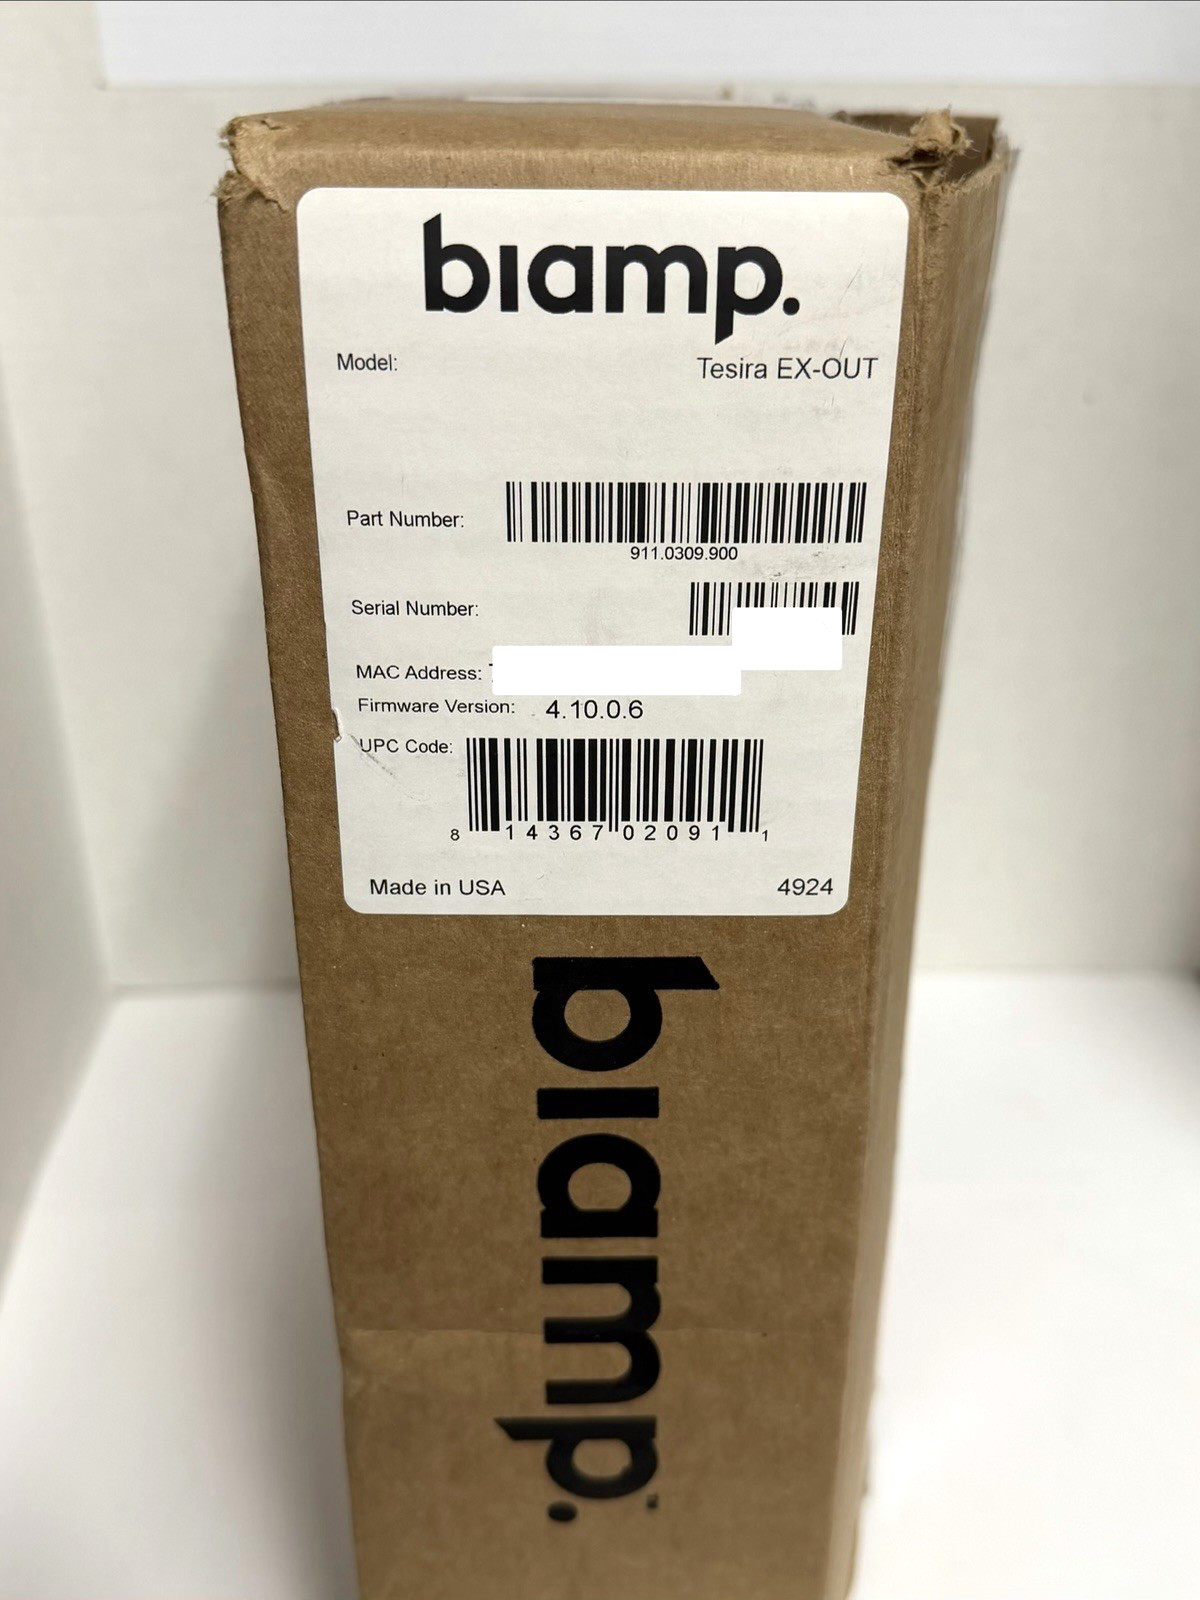 biamp.
Model: Tesira EX-OUT
Part Number:
911.0309.900
Serial Number:
MAC Address:
Firmware Version: 4.10.0.6
UPC Code:
8 14367 02091 1
Made in USA 4924
biamp.